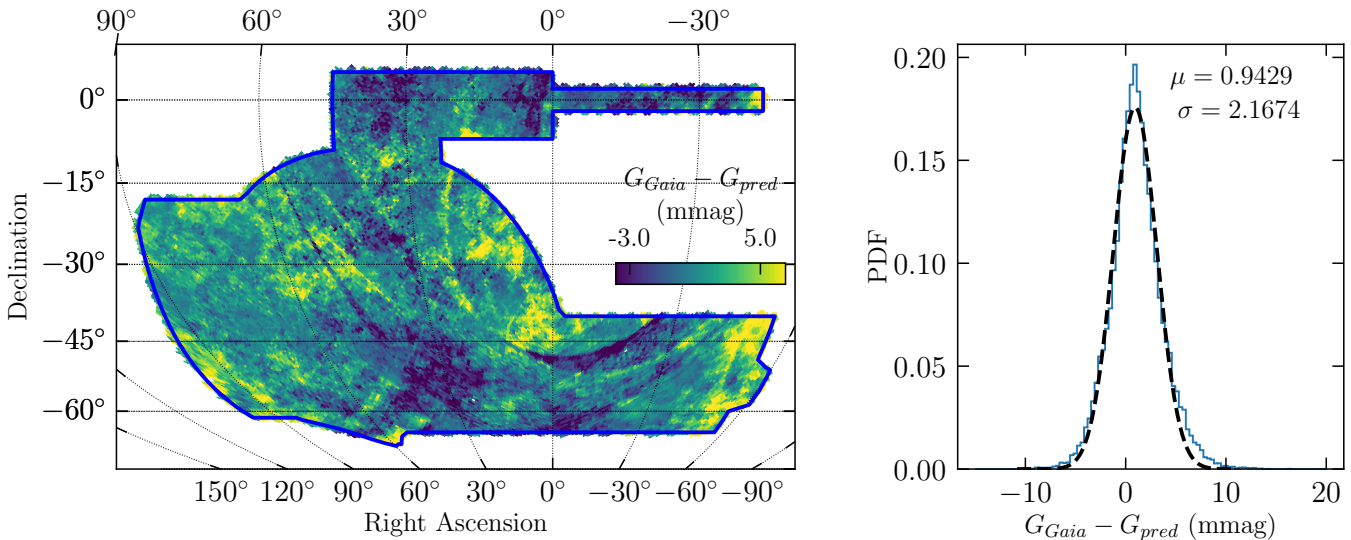 90° 60° 30° 0° −30°
0°
−15°
−30°
−45°
−60°
Declination
G_Gaia − G_pred
(mmag)
-3.0 5.0
150° 120° 90° 60° 30° 0° −30° −60° −90°
Right Ascension
0.20
0.15
0.10
0.05
0.00
PDF
μ = 0.9429
σ = 2.1674
−10 0 10 20
G_Gaia − G_pred (mmag)